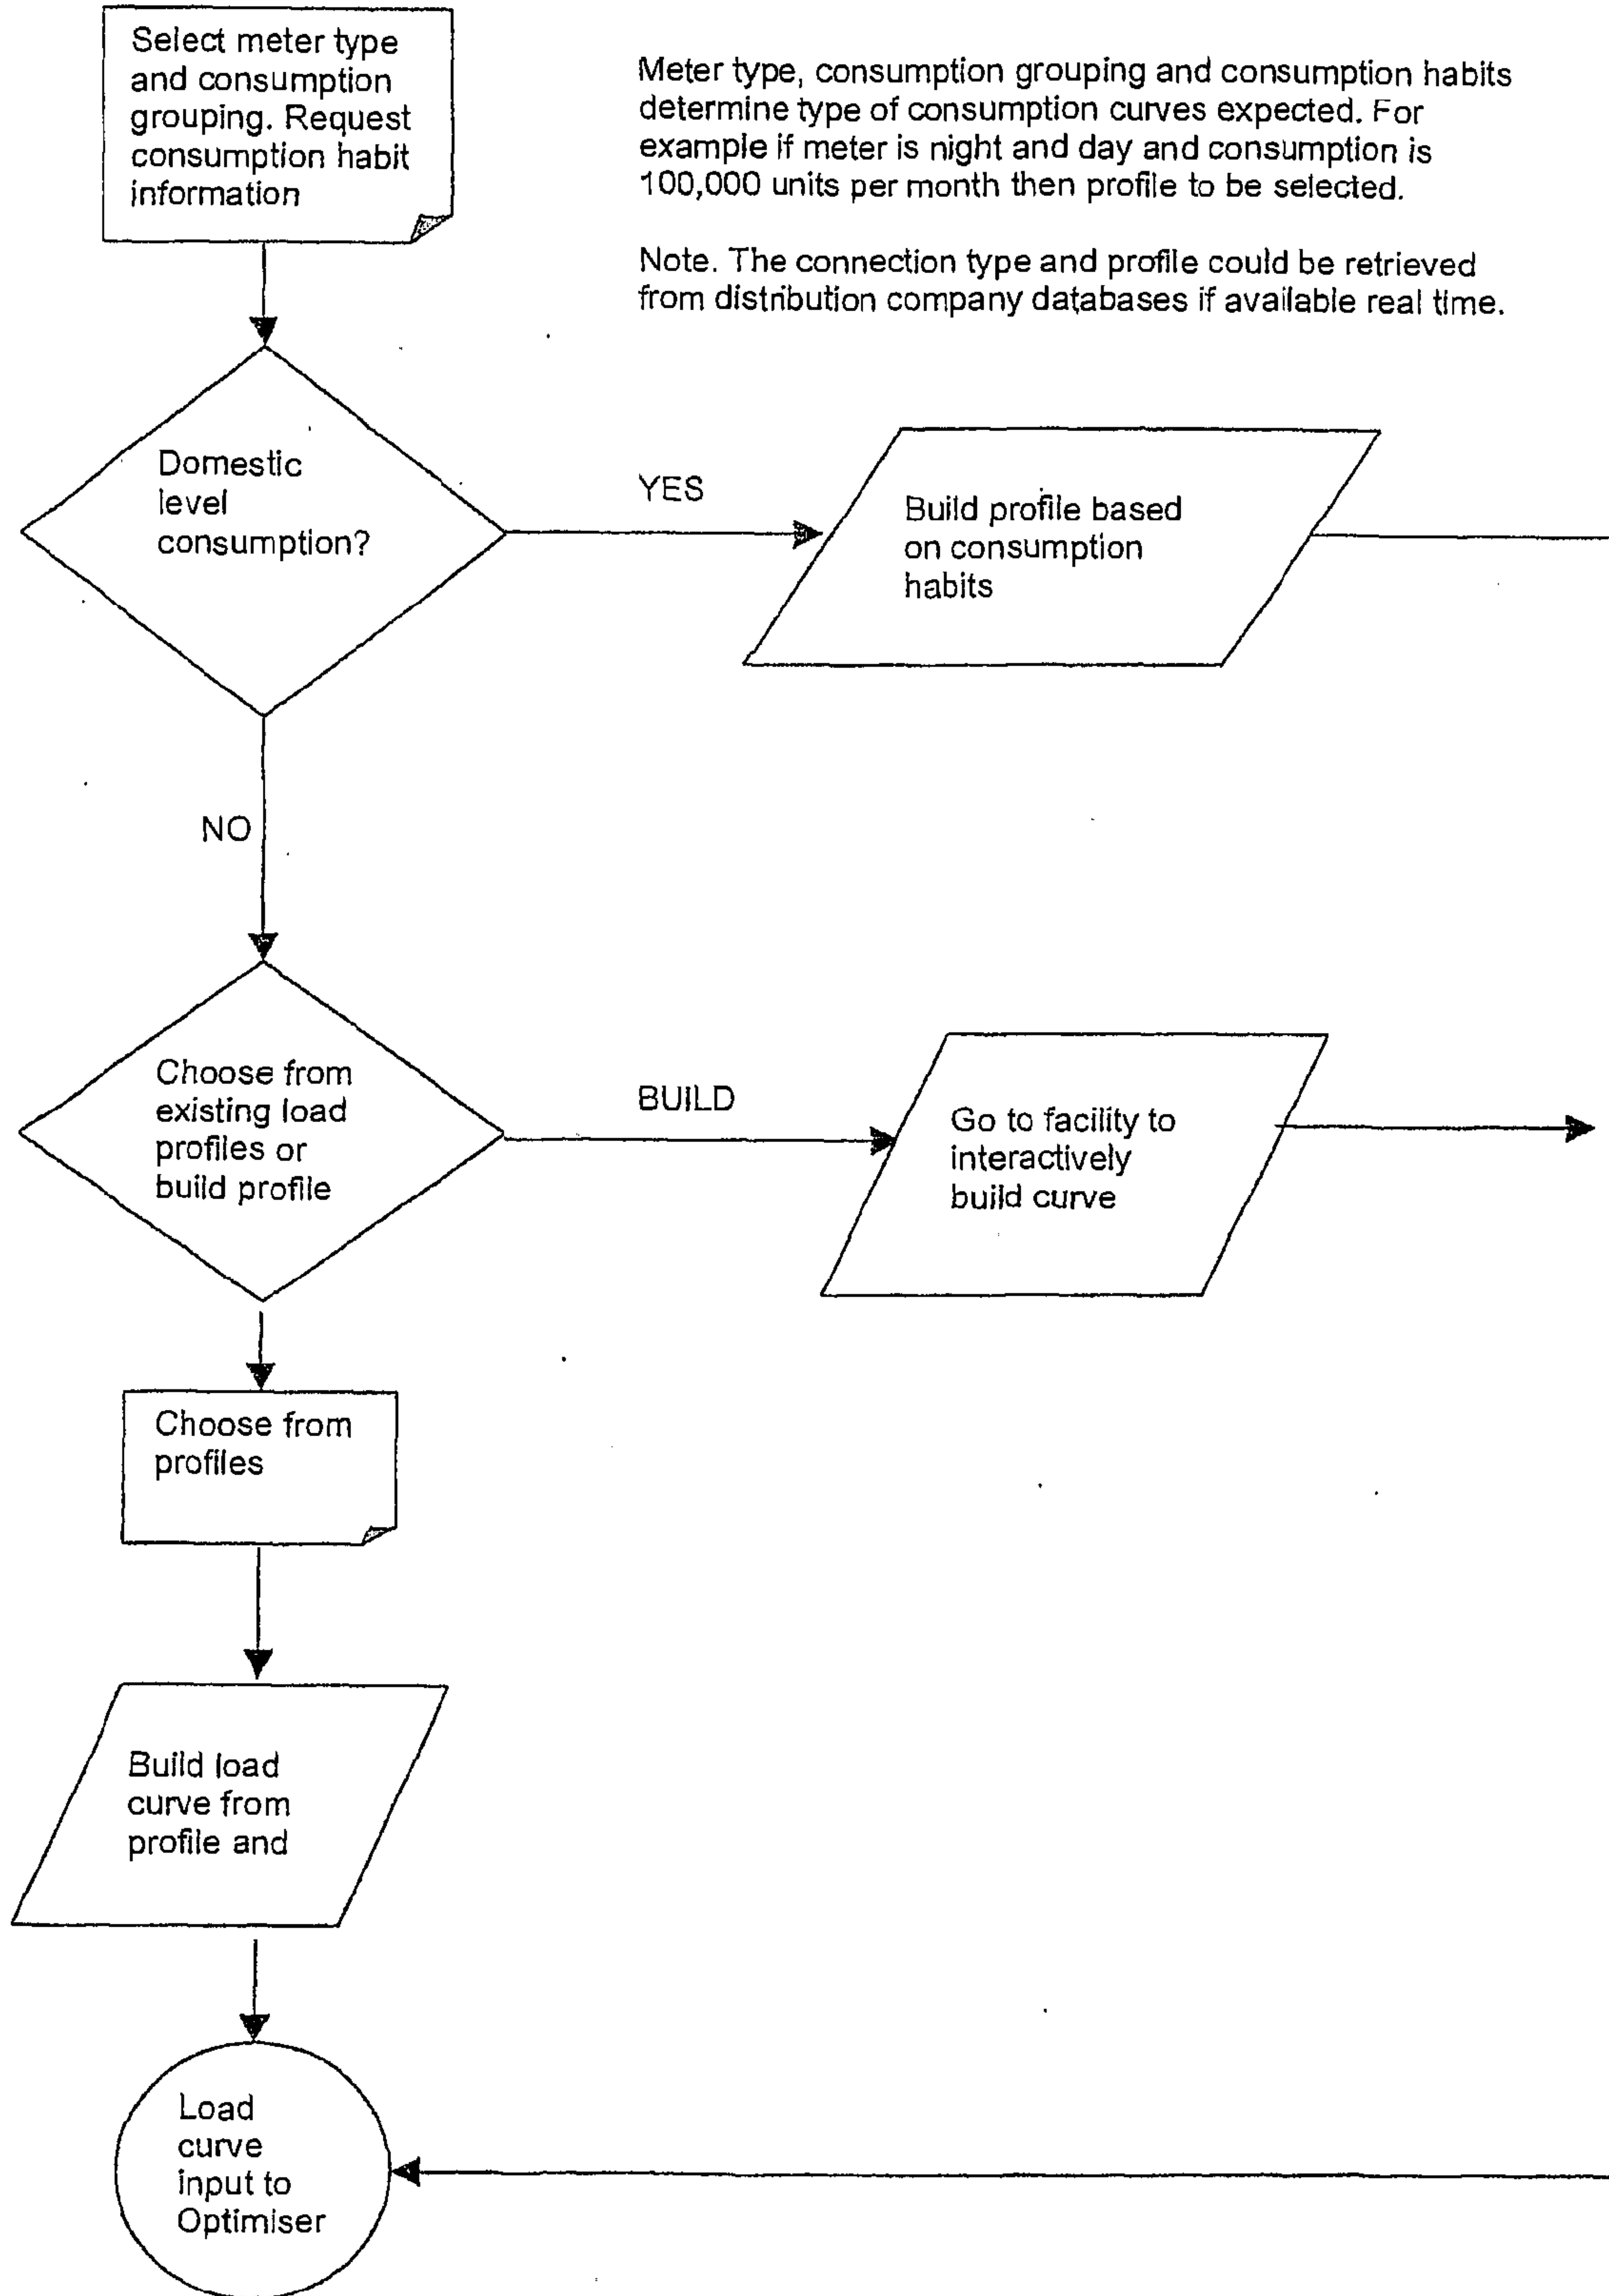 Select meter type
and consumption
grouping. Request
consumption habit
information
Meter type, consumption grouping and consumption habits
determine type of consumption curves expected. For
example if meter is night and day and consumption is
100,000 units per month then profile to be selected.
Note. The connection type and profile could be retrieved
from distribution company databases if available real time.
Domestic
level
consumption?
YES
Build profile based
on consumption
habits
NO
Choose from
existing load
profiles or
build profile
BUILD
Go to facility to
interactively
build curve
Choose from
profiles
Build load
curve from
profile and
Load
curve
input to
Optimiser